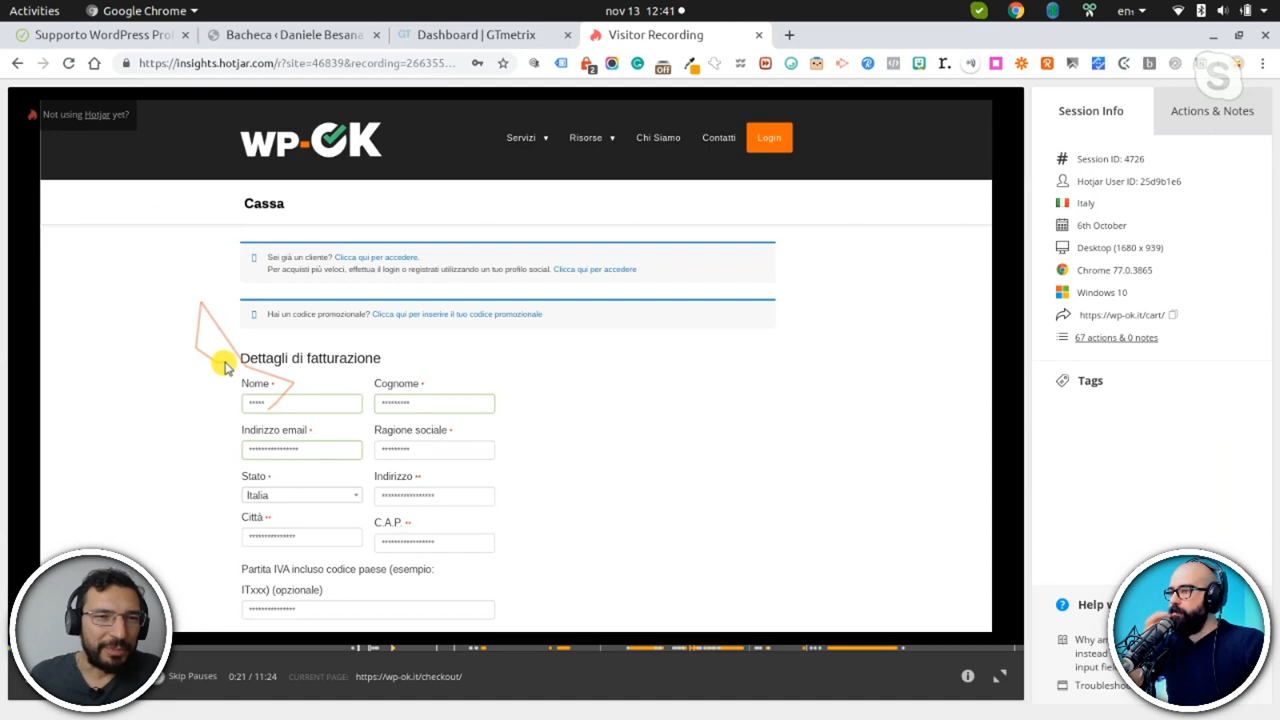 Activities
Google Chrome
nov 13 12:41
en
Supporto WordPress Prof
Bacheca ‹ Daniele Besana
Dashboard | GTmetrix
Visitor Recording
https://insights.hotjar.com/r?site=46839&recording=266355...
Not using Hotjar yet?
WP-OK
Servizi
Risorse
Chi Siamo
Contatti
Login
Cassa
Sei già un cliente? Clicca qui per accedere.
Per acquisti più veloci, effettua il login o registrati utilizzando un tuo profilo social. Clicca qui per accedere
Hai un codice promozionale? Clicca qui per inserire il tuo codice promozionale
Dettagli di fatturazione
Nome *
Cognome *
Indirizzo email *
Ragione sociale *
Stato *
Indirizzo **
Italia
Città **
C.A.P. **
Partita IVA incluso codice paese (esempio:
ITxxx) (opzionale)
Skip Pauses
0:21 / 11:24
CURRENT PAGE: https://wp-ok.it/checkout/
Session Info
Actions & Notes
Session ID: 4726
Hotjar User ID: 25d9b1e6
Italy
6th October
Desktop (1680 x 939)
Chrome 77.0.3865
Windows 10
https://wp-ok.it/cart/
67 actions & 0 notes
Tags
Help
Why
instead
input